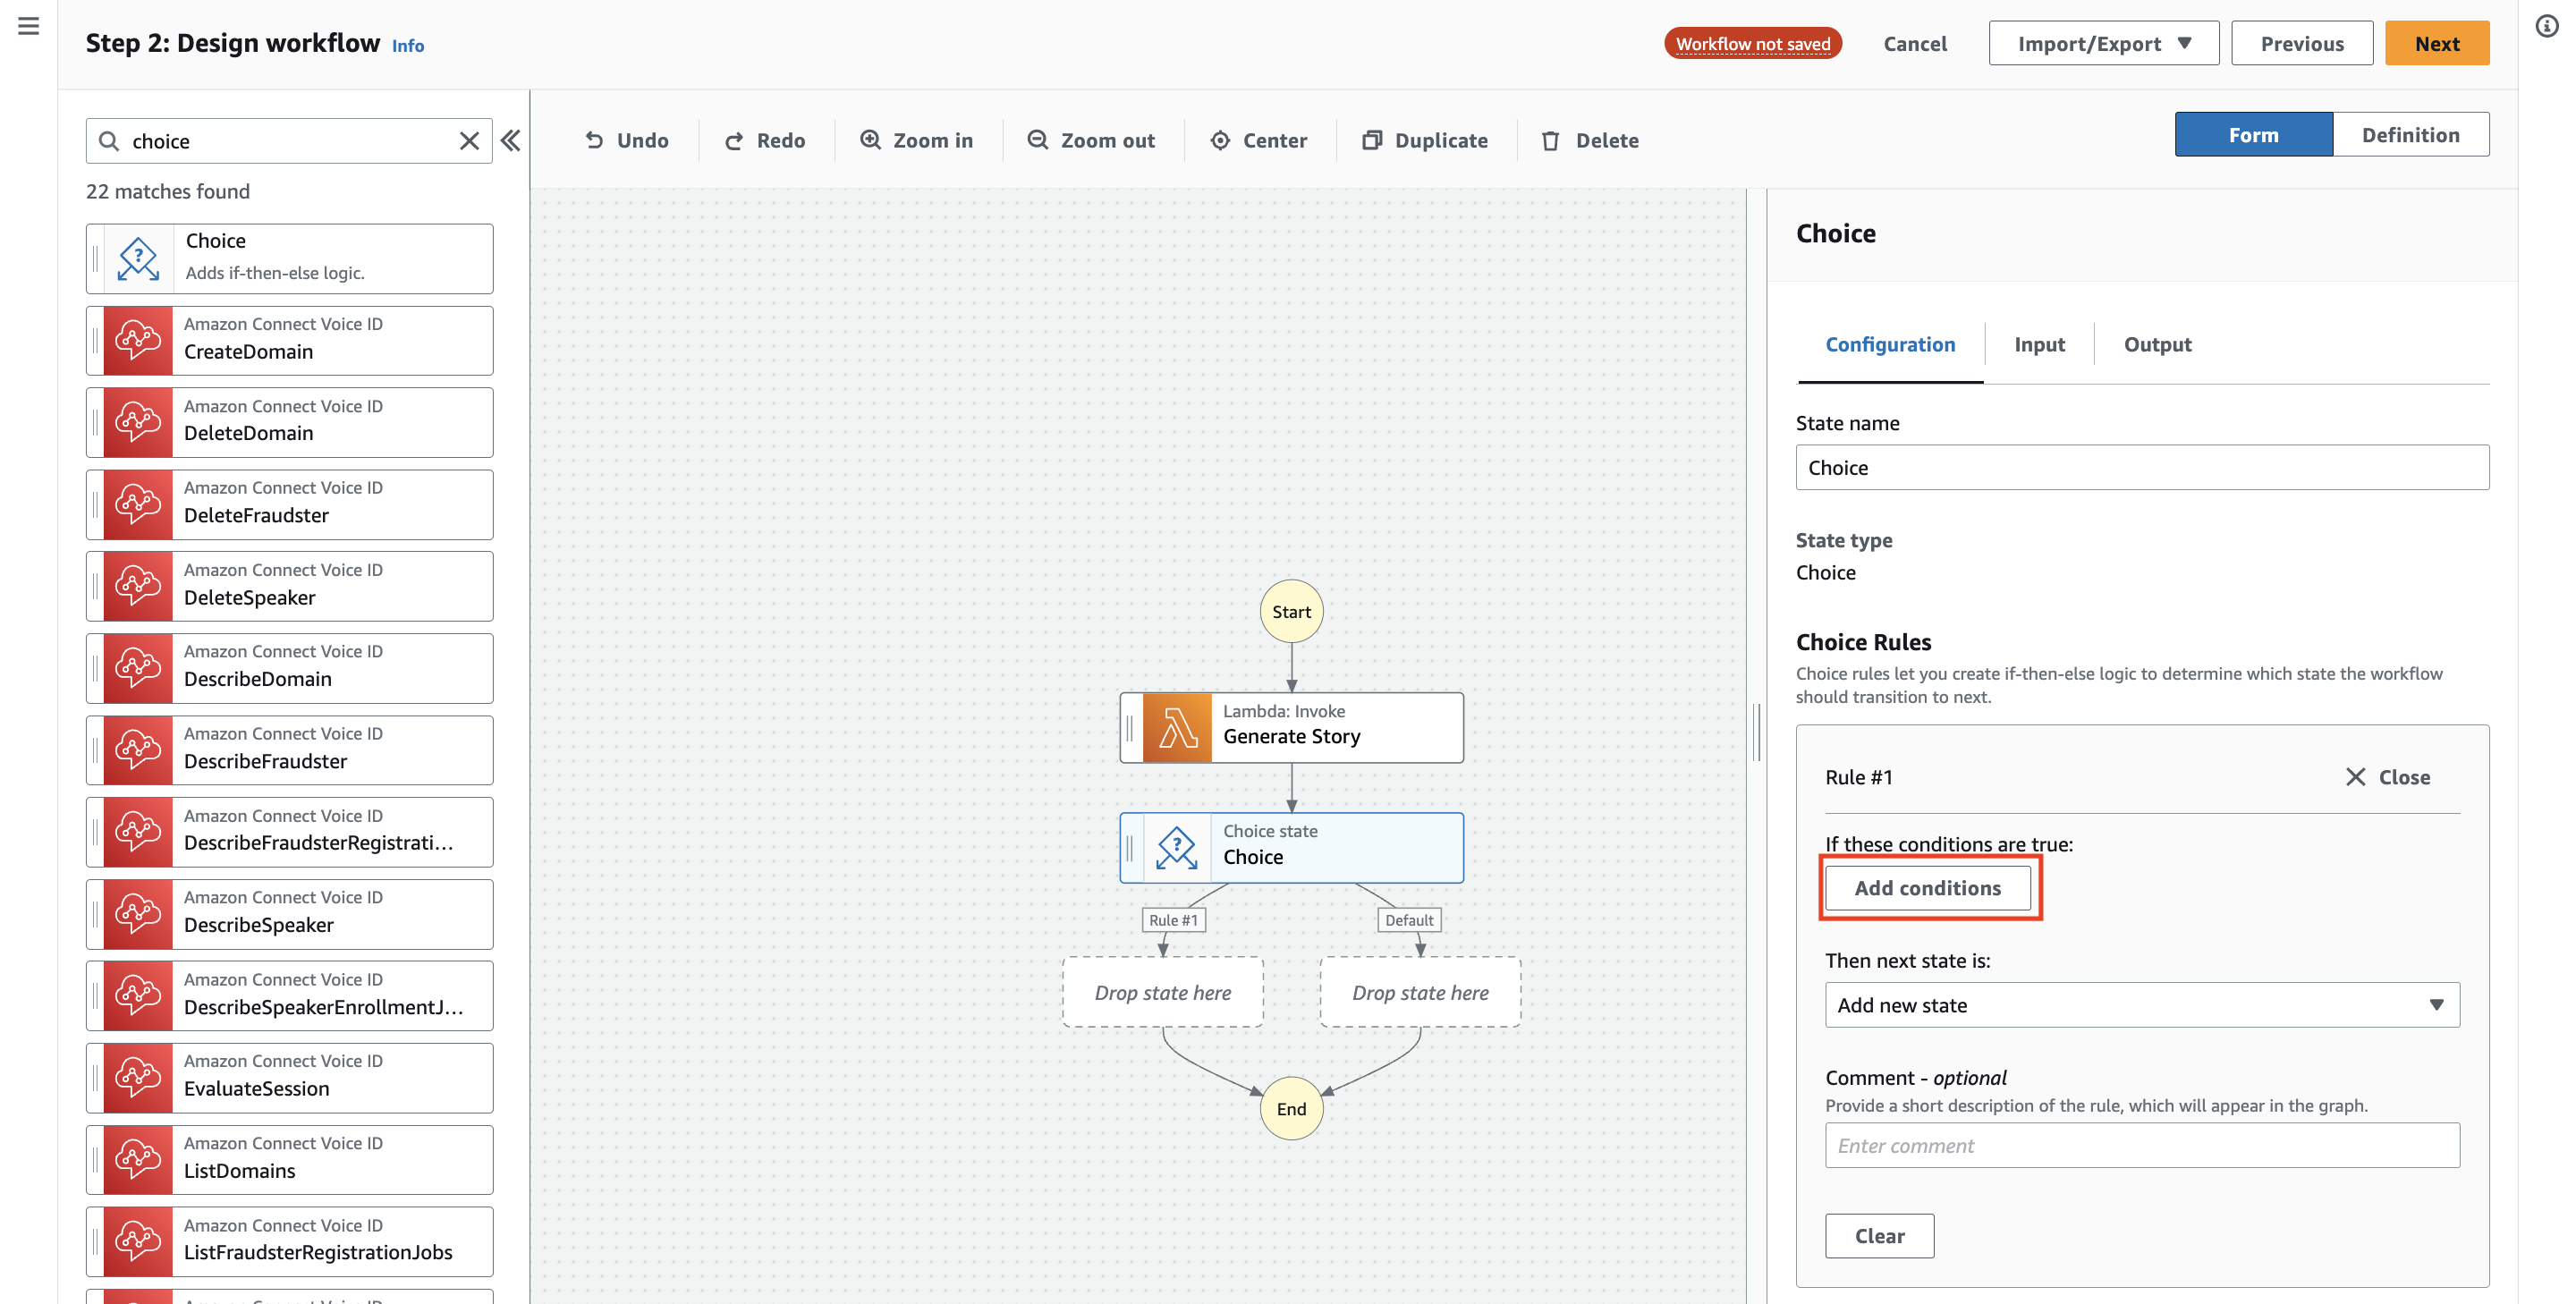 Step 2: Design workflow Info
Workflow not saved
Cancel
Import/Export
Previous
Next
choice
22 matches found
Choice
Adds if-then-else logic.
Amazon Connect Voice ID
CreateDomain
Amazon Connect Voice ID
DeleteDomain
Amazon Connect Voice ID
DeleteFraudster
Amazon Connect Voice ID
DeleteSpeaker
Amazon Connect Voice ID
DescribeDomain
Amazon Connect Voice ID
DescribeFraudster
Amazon Connect Voice ID
DescribeFraudsterRegistrati...
Amazon Connect Voice ID
DescribeSpeaker
Amazon Connect Voice ID
DescribeSpeakerEnrollmentJ...
Amazon Connect Voice ID
EvaluateSession
Amazon Connect Voice ID
ListDomains
Amazon Connect Voice ID
ListFraudsterRegistrationJobs
Undo
Redo
Zoom in
Zoom out
Center
Duplicate
Delete
Form
Definition
Start
Lambda: Invoke
Generate Story
Choice state
Choice
Rule #1
Default
Drop state here
Drop state here
End
Choice
Configuration
Input
Output
State name
Choice
State type
Choice
Choice Rules
Choice rules let you create if-then-else logic to determine which state the workflow
should transition to next.
Rule #1
Close
If these conditions are true:
Add conditions
Then next state is:
Add new state
Comment - optional
Provide a short description of the rule, which will appear in the graph.
Enter comment
Clear